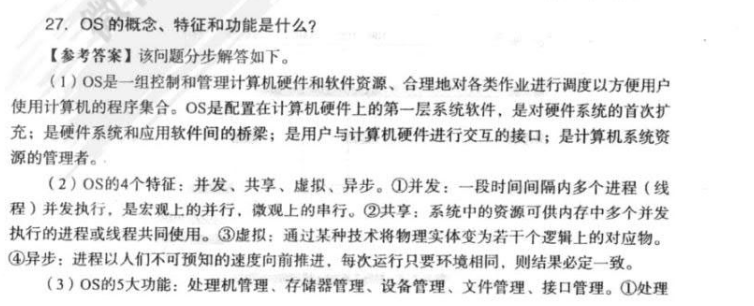 27. OS 的概念、特征和功能是什么?
【参考答案】该问题分步解答如下。
(1)OS是一组控制和管理计算机硬件和软件资源、合理地对各类作业进行调度以方便用户
使用计算机的程序集合。OS是配置在计算机硬件上的第一层系统软件,是对硬件系统的首次扩
充;是硬件系统和应用软件间的桥梁;是用户与计算机硬件进行交互的接口;是计算机系统资
源的管理者。
(2)OS的4个特征:并发、共享、虚拟、异步。①并发:一段时间间隔内多个进程(线
程)并发执行,是宏观上的并行,微观上的串行。②共享:系统中的资源可供内存中多个并发
执行的进程或线程共同使用。③虚拟:通过某种技术将物理实体变为若干个逻辑上的对应物。
④异步:进程以人们不可预知的速度向前推进,每次运行只要环境相同,则结果必定一致。
(3)OS的5大功能:处理机管理、存储器管理、设备管理、文件管理、接口管理。①处理